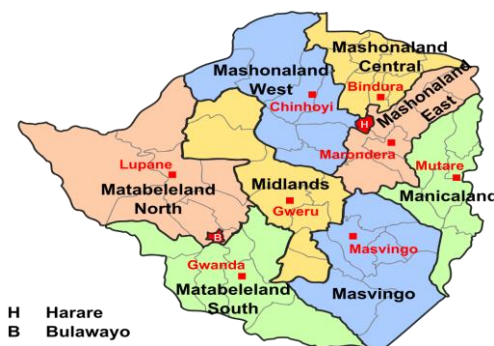 Mashonaland
Central
Mashonaland
West
Bindura
Chinhoyi
Mashonaland
East
H
Marondera
Lupane
Mutare
Matabeleland
North
Midlands
Gweru
Manicaland
B
Masvingo
Gwanda
Matabeleland
South
Masvingo
H Harare
B Bulawayo